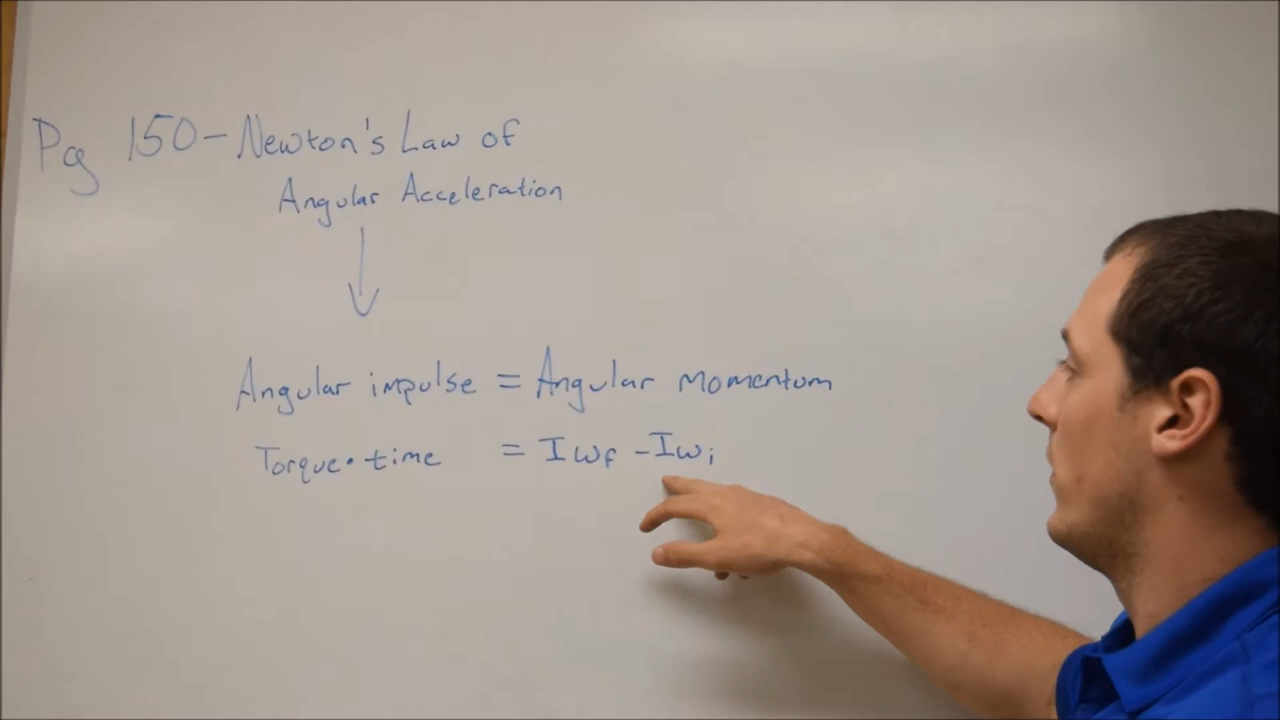 Pg 150 - Newton's Law of
Angular Acceleration
Angular impulse = Angular momentum
Torque • time = Iωf - Iωi